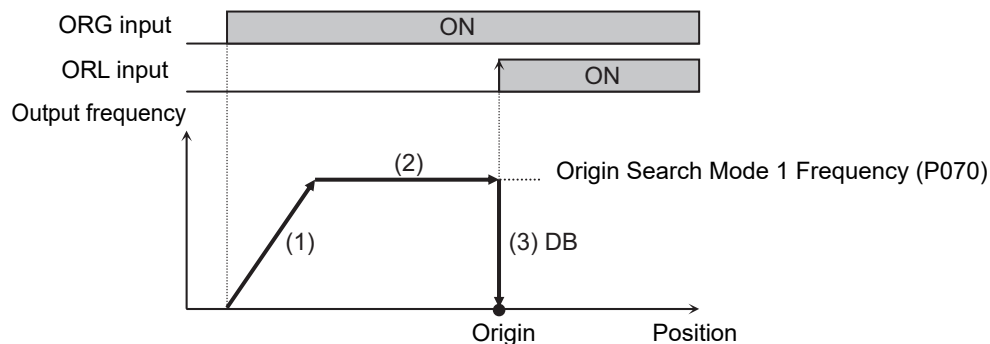 ORG input
ON
ORL input
ON
Output frequency
(2)
Origin Search Mode 1 Frequency (P070)
(1)
(3) DB
Origin
Position